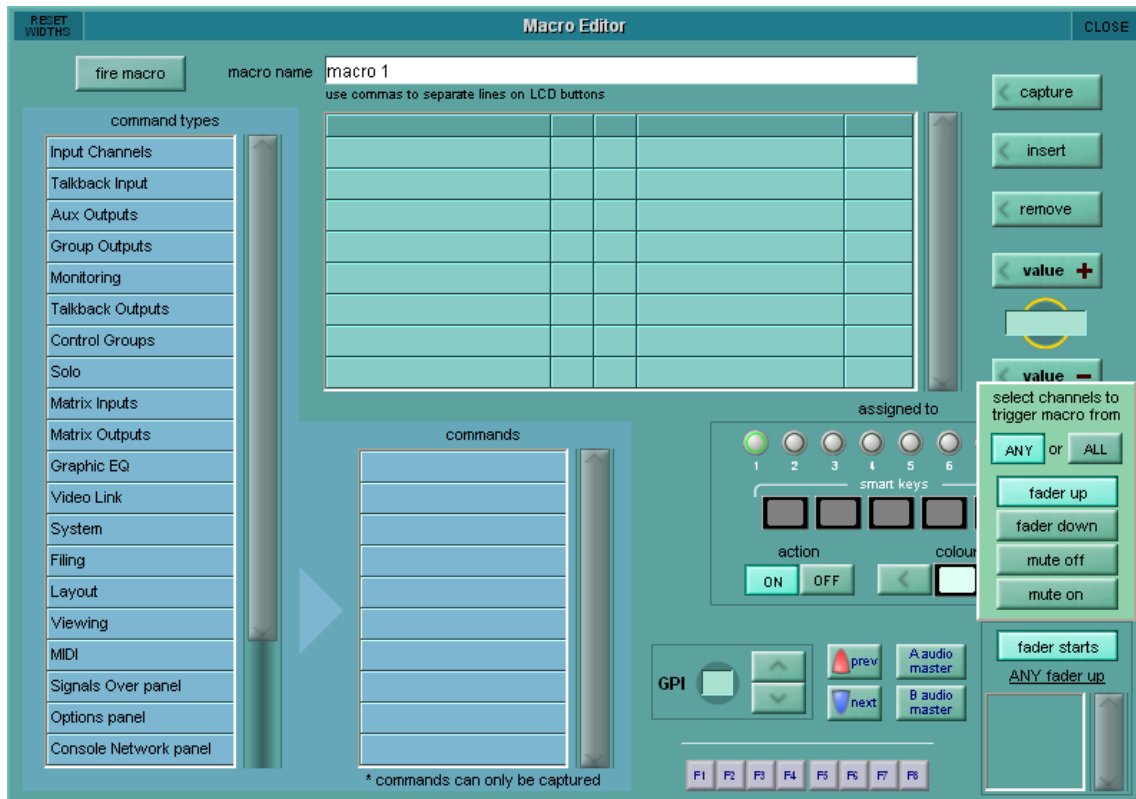 RESET
WIDTHS
Macro Editor
CLOSE
fire macro
macro name
macro 1
use commas to separate lines on LCD buttons
capture
insert
remove
value +
value −
command types
Input Channels
Talkback Input
Aux Outputs
Group Outputs
Monitoring
Talkback Outputs
Control Groups
Solo
Matrix Inputs
Matrix Outputs
Graphic EQ
Video Link
System
Filing
Layout
Viewing
MIDI
Signals Over panel
Options panel
Console Network panel
commands
* commands can only be captured
assigned to
1 2 3 4 5 6
smart keys
action
ON OFF
colour
GPI
prev
next
A audio
master
B audio
master
F1 F2 F3 F4 F5 F6 F7 F8
select channels to
trigger macro from
ANY or ALL
fader up
fader down
mute off
mute on
fader starts
ANY fader up